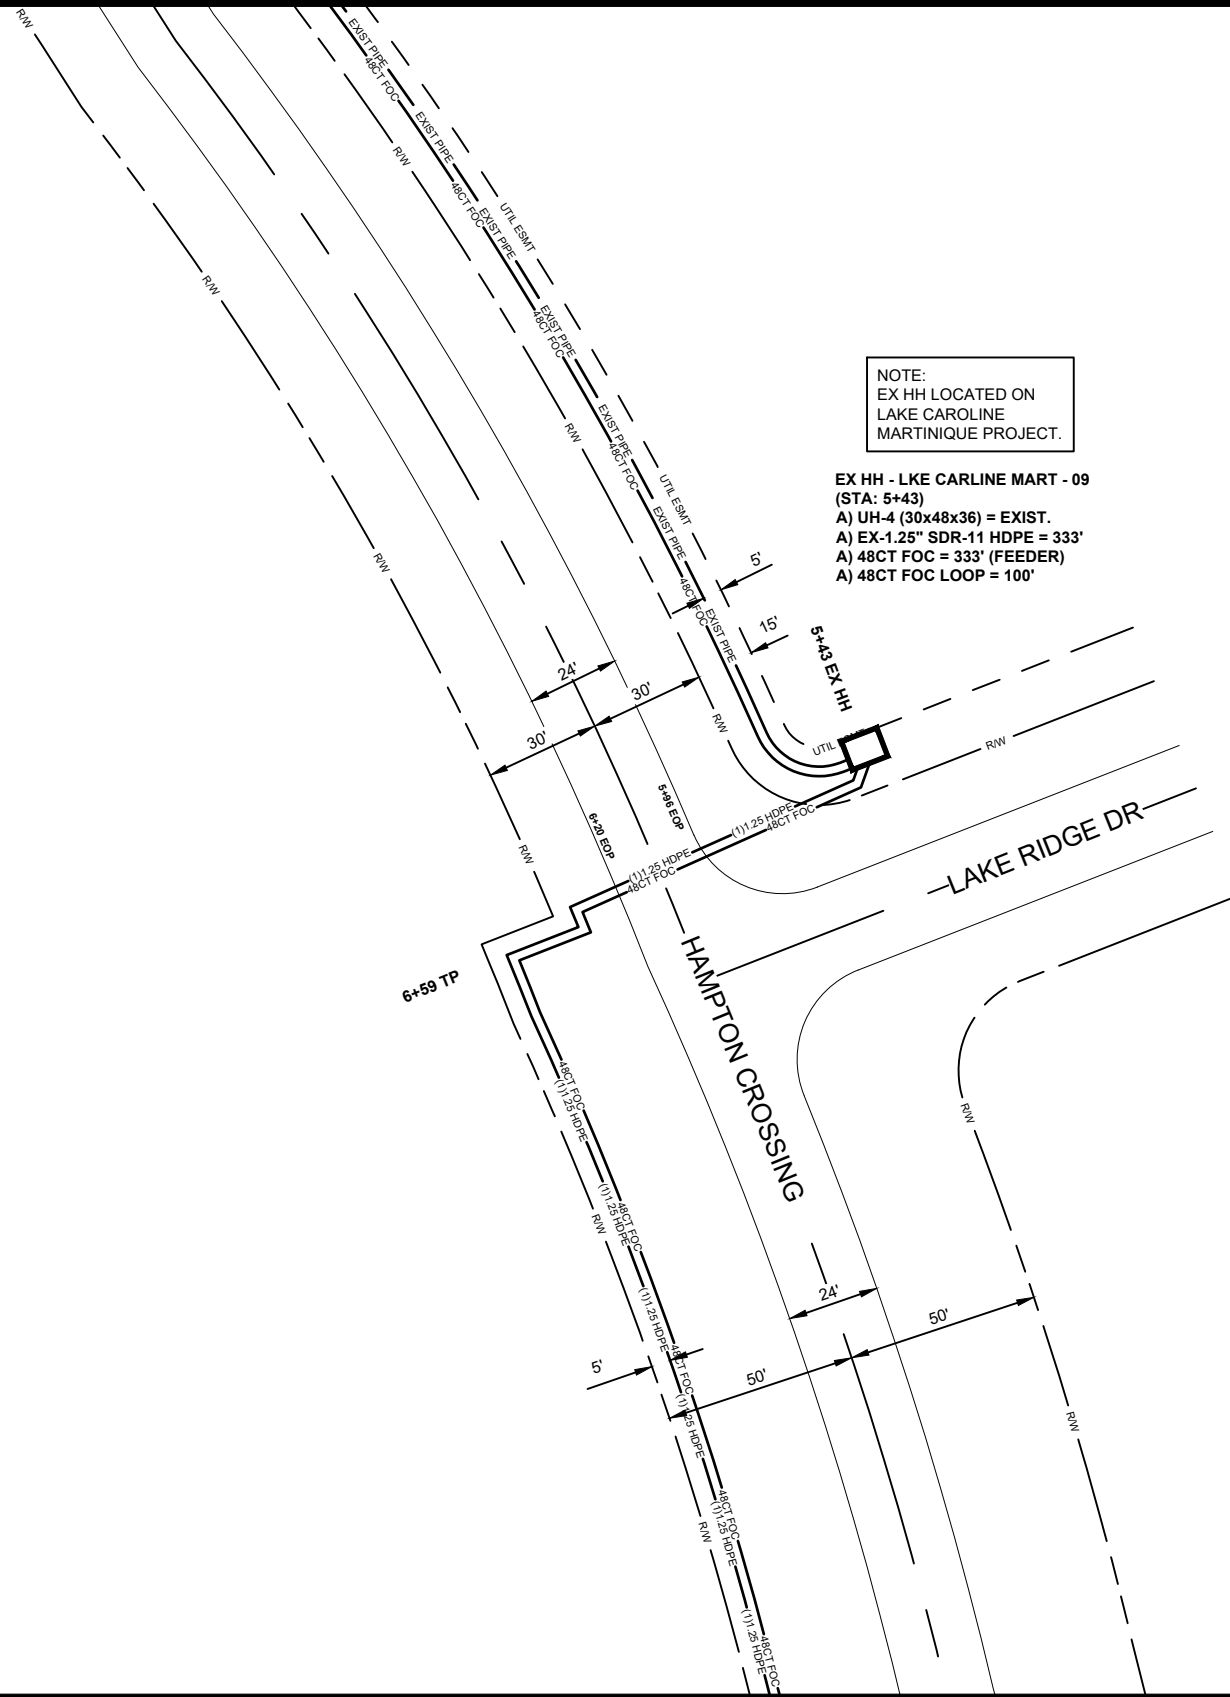 R/W
EXIST PIPE
48CT FOC
EXIST PIPE
R/W
48CT FOC
EXIST PIPE
UTIL ESMT
R/W
EXIST PIPE
48CT FOC
NOTE:
EX HH LOCATED ON
LAKE CAROLINE
MARTINIQUE PROJECT.
EXIST PIPE
R/W
48CT FOC
EX HH - LKE CARLINE MART - 09
(STA: 5+43)
A) UH-4 (30x48x36) = EXIST.
A) EX-1.25" SDR-11 HDPE = 333'
A) 48CT FOC = 333' (FEEDER)
A) 48CT FOC LOOP = 100'
UTIL ESMT
EXIST PIPE
R/W
5'
48CT FOC
EXIST PIPE
15'
5+43 EX HH
24'
30'
30'
R/W
UTIL ESMT
R/W
5+96 EOP
6+20 EOP
(1)1.25 HDPE
48CT FOC
R/W
(1)1.25 HDPE
48CT FOC
LAKE RIDGE DR
6+59 TP
HAMPTON CROSSING
48CT FOC
(1)1.25 HDPE
R/W
(1)1.25 HDPE
48CT FOC
R/W
(1)1.25 HDPE
24'
50'
48CT FOC
5'
50'
(1)1.25 HDPE
R/W
48CT FOC
(1)1.25 HDPE
R/W
(1)1.25 HDPE
48CT FOC